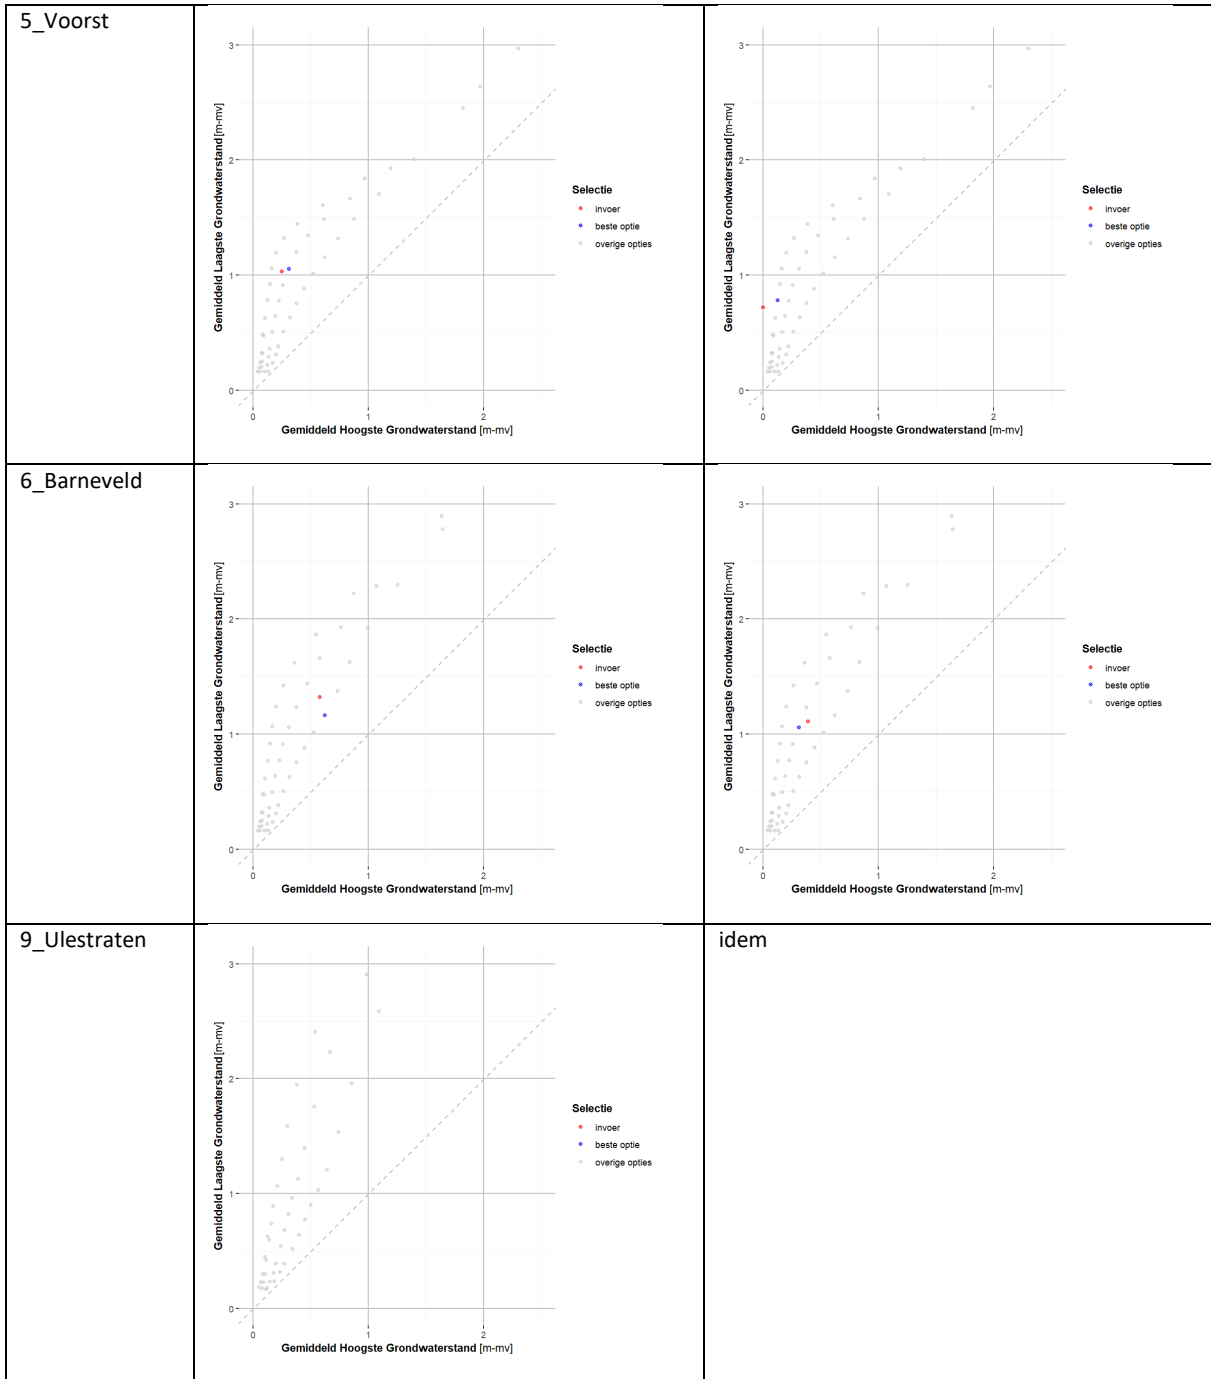 5_Voorst
3
2
1
0
0
1
2
Gemiddeld Laagste Grondwaterstand[m-mv]
Gemiddeld Hoogste Grondwaterstand [m-mv]
Selectie
invoer
beste optie
overige opties
3
2
1
0
0
1
2
Gemiddeld Laagste Grondwaterstand[m-mv]
Gemiddeld Hoogste Grondwaterstand [m-mv]
Selectie
invoer
beste optie
overige opties
6_Barneveld
3
2
1
0
0
1
2
Gemiddeld Laagste Grondwaterstand[m-mv]
Gemiddeld Hoogste Grondwaterstand [m-mv]
Selectie
invoer
beste optie
overige opties
3
2
1
0
0
1
2
Gemiddeld Laagste Grondwaterstand[m-mv]
Gemiddeld Hoogste Grondwaterstand [m-mv]
Selectie
invoer
beste optie
overige opties
9_Ulestraten
3
2
1
0
0
1
2
Gemiddeld Laagste Grondwaterstand[m-mv]
Gemiddeld Hoogste Grondwaterstand [m-mv]
Selectie
invoer
beste optie
overige opties
idem